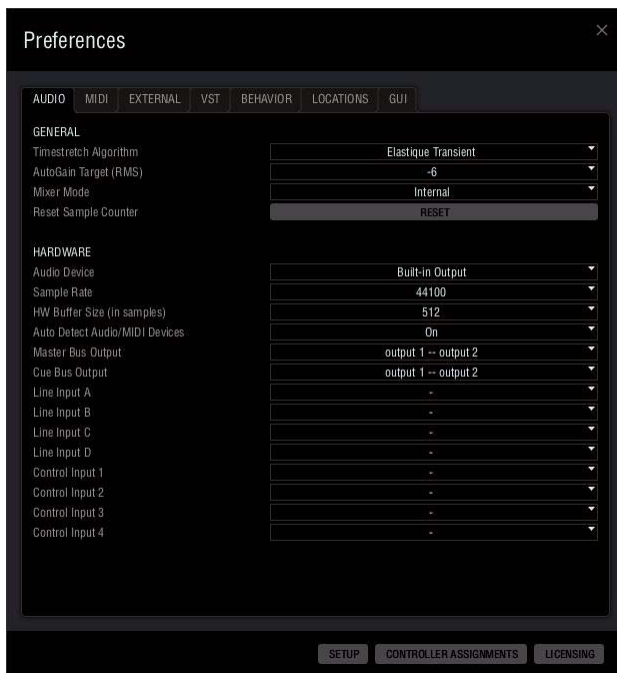 Preferences
AUDIO MIDI EXTERNAL VST BEHAVIOR LOCATIONS GUI
GENERAL
Timestretch Algorithm Elastique Transient
AutoGain Target (RMS) -6
Mixer Mode Internal
Reset Sample Counter RESET
HARDWARE
Audio Device Built-in Output
Sample Rate 44100
HW Buffer Size (in samples) 512
Auto Detect Audio/MIDI Devices On
Master Bus Output output 1 -- output 2
Cue Bus Output output 1 -- output 2
Line Input A -
Line Input B -
Line Input C -
Line Input D -
Control Input 1 -
Control Input 2 -
Control Input 3 -
Control Input 4 -
SETUP CONTROLLER ASSIGNMENTS LICENSING